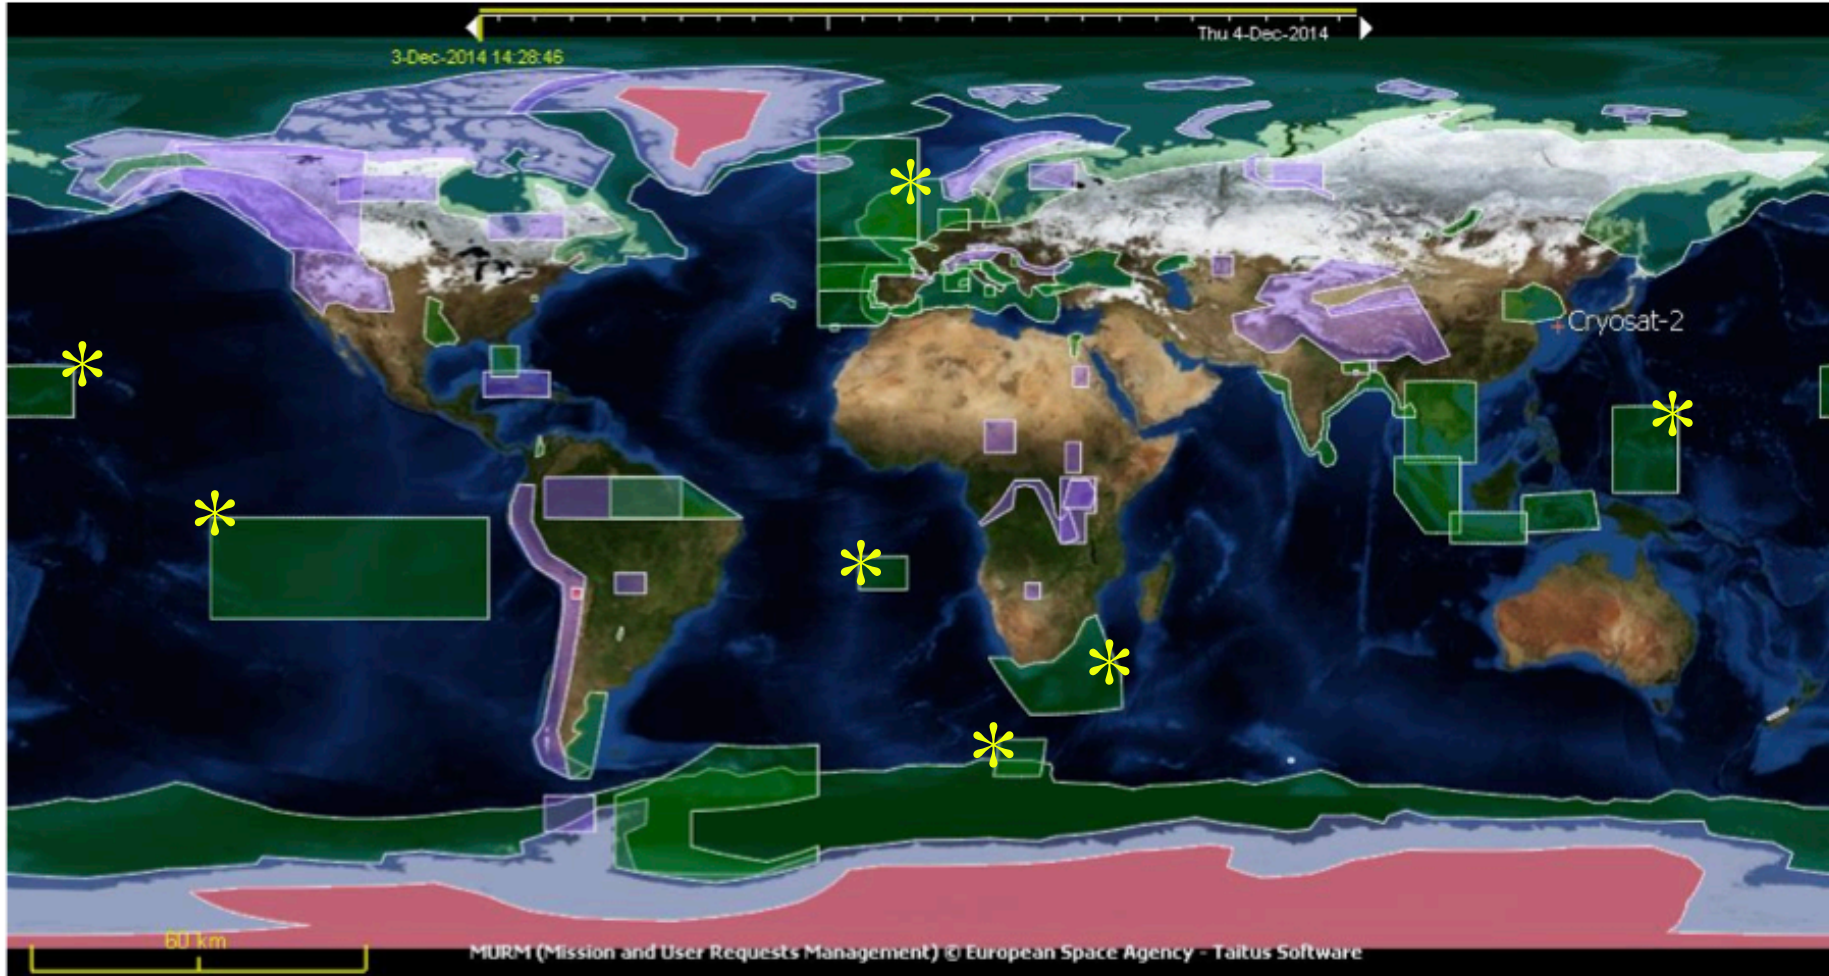 Thu 4-Dec-2014
3-Dec-2014 14:28:46
Cryosat-2
60 km
MURM (Mission and User Requests Management) © European Space Agency - Taitus Software